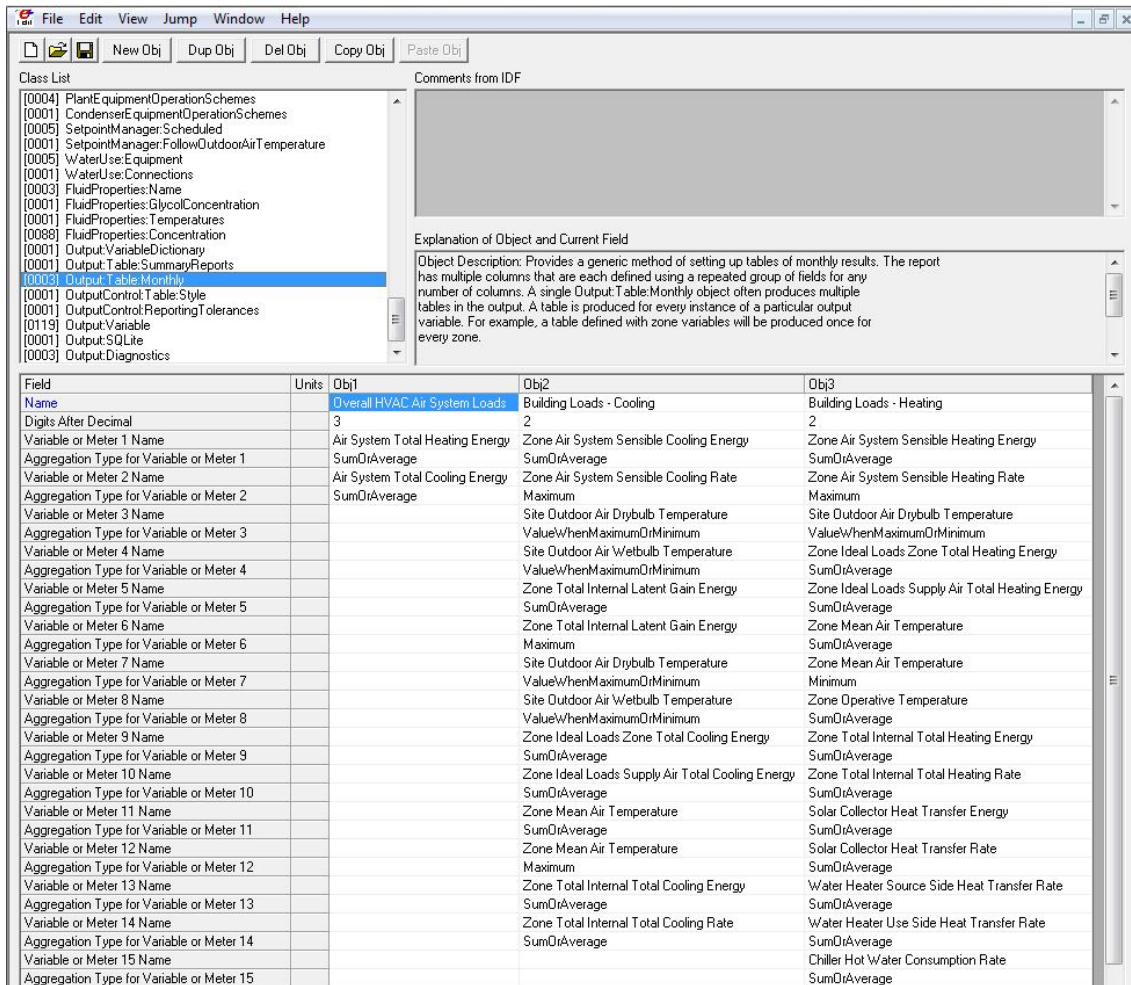 File Edit View Jump Window Help
New Obj Dup Obj Del Obj Copy Obj Paste Obj
Class List Comments from IDF
[0004] PlantEquipmentOperationSchemes
[0001] CondenserEquipmentOperationSchemes
[0005] SetpointManager:Scheduled
[0001] SetpointManager:FollowOutdoorAirTemperature
[0005] WaterUse:Equipment
[0001] WaterUse:Connections
[0003] FluidProperties:Name
[0001] FluidProperties:GlycolConcentration
[0001] FluidProperties:Temperatures
[0088] FluidProperties:Concentration
[0001] Output:VariableDictionary
[0001] Output:Table:SummaryReports
[0003] Output:Table:Monthly
[0001] OutputControl:Table:Style
[0001] OutputControl:ReportingTolerances
[0119] Output:Variable
[0001] Output:SQLite
[0003] Output:Diagnostics
Explanation of Object and Current Field
Object Description: Provides a generic method of setting up tables of monthly results. The report
has multiple columns that are each defined using a repeated group of fields for any
number of columns. A single Output:Table:Monthly object often produces multiple
tables in the output. A table is produced for every instance of a particular output
variable. For example, a table defined with zone variables will be produced once for
every zone.
Field Units Obj1 Obj2 Obj3
Name Overall HVAC Air System Loads Building Loads - Cooling Building Loads - Heating
Digits After Decimal 3 2 2
Variable or Meter 1 Name Air System Total Heating Energy Zone Air System Sensible Cooling Energy Zone Air System Sensible Heating Energy
Aggregation Type for Variable or Meter 1 SumOrAverage SumOrAverage SumOrAverage
Variable or Meter 2 Name Air System Total Cooling Energy Zone Air System Sensible Cooling Rate Zone Air System Sensible Heating Rate
Aggregation Type for Variable or Meter 2 SumOrAverage Maximum Maximum
Variable or Meter 3 Name Site Outdoor Air Drybulb Temperature Site Outdoor Air Drybulb Temperature
Aggregation Type for Variable or Meter 3 ValueWhenMaximumOrMinimum ValueWhenMaximumOrMinimum
Variable or Meter 4 Name Site Outdoor Air Wetbulb Temperature Zone Ideal Loads Zone Total Heating Energy
Aggregation Type for Variable or Meter 4 ValueWhenMaximumOrMinimum SumOrAverage
Variable or Meter 5 Name Zone Total Internal Latent Gain Energy Zone Ideal Loads Supply Air Total Heating Energy
Aggregation Type for Variable or Meter 5 SumOrAverage SumOrAverage
Variable or Meter 6 Name Zone Total Internal Latent Gain Energy Zone Mean Air Temperature
Aggregation Type for Variable or Meter 6 Maximum SumOrAverage
Variable or Meter 7 Name Site Outdoor Air Drybulb Temperature Zone Mean Air Temperature
Aggregation Type for Variable or Meter 7 ValueWhenMaximumOrMinimum Minimum
Variable or Meter 8 Name Site Outdoor Air Wetbulb Temperature Zone Operative Temperature
Aggregation Type for Variable or Meter 8 ValueWhenMaximumOrMinimum SumOrAverage
Variable or Meter 9 Name Zone Ideal Loads Zone Total Cooling Energy Zone Total Internal Total Heating Energy
Aggregation Type for Variable or Meter 9 SumOrAverage SumOrAverage
Variable or Meter 10 Name Zone Ideal Loads Supply Air Total Cooling Energy Zone Total Internal Total Heating Rate
Aggregation Type for Variable or Meter 10 SumOrAverage SumOrAverage
Variable or Meter 11 Name Zone Mean Air Temperature Solar Collector Heat Transfer Energy
Aggregation Type for Variable or Meter 11 SumOrAverage SumOrAverage
Variable or Meter 12 Name Zone Mean Air Temperature Solar Collector Heat Transfer Rate
Aggregation Type for Variable or Meter 12 Maximum SumOrAverage
Variable or Meter 13 Name Zone Total Internal Total Cooling Energy Water Heater Source Side Heat Transfer Rate
Aggregation Type for Variable or Meter 13 SumOrAverage SumOrAverage
Variable or Meter 14 Name Zone Total Internal Total Cooling Rate Water Heater Use Side Heat Transfer Rate
Aggregation Type for Variable or Meter 14 SumOrAverage SumOrAverage
Variable or Meter 15 Name Chiller Hot Water Consumption Rate
Aggregation Type for Variable or Meter 15 SumOrAverage